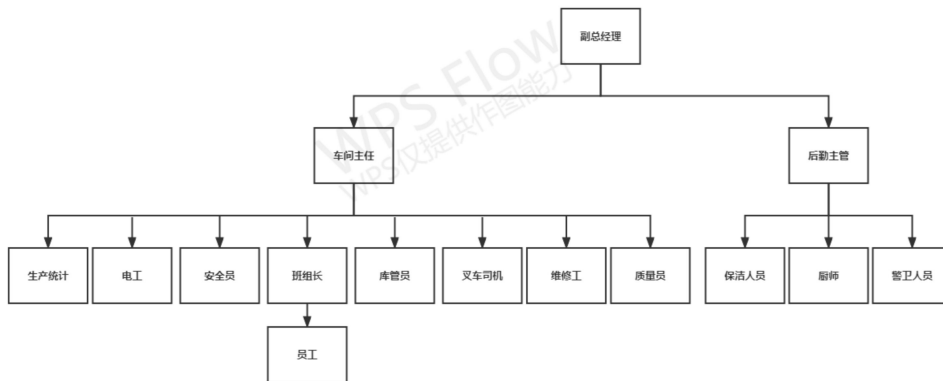 副总经理
WPS Flow
WPS仅提供作图能力
车间主任
后勤主管
生产统计
电工
安全员
班组长
库管员
叉车司机
维修工
质量员
保洁人员
厨师
警卫人员
员工